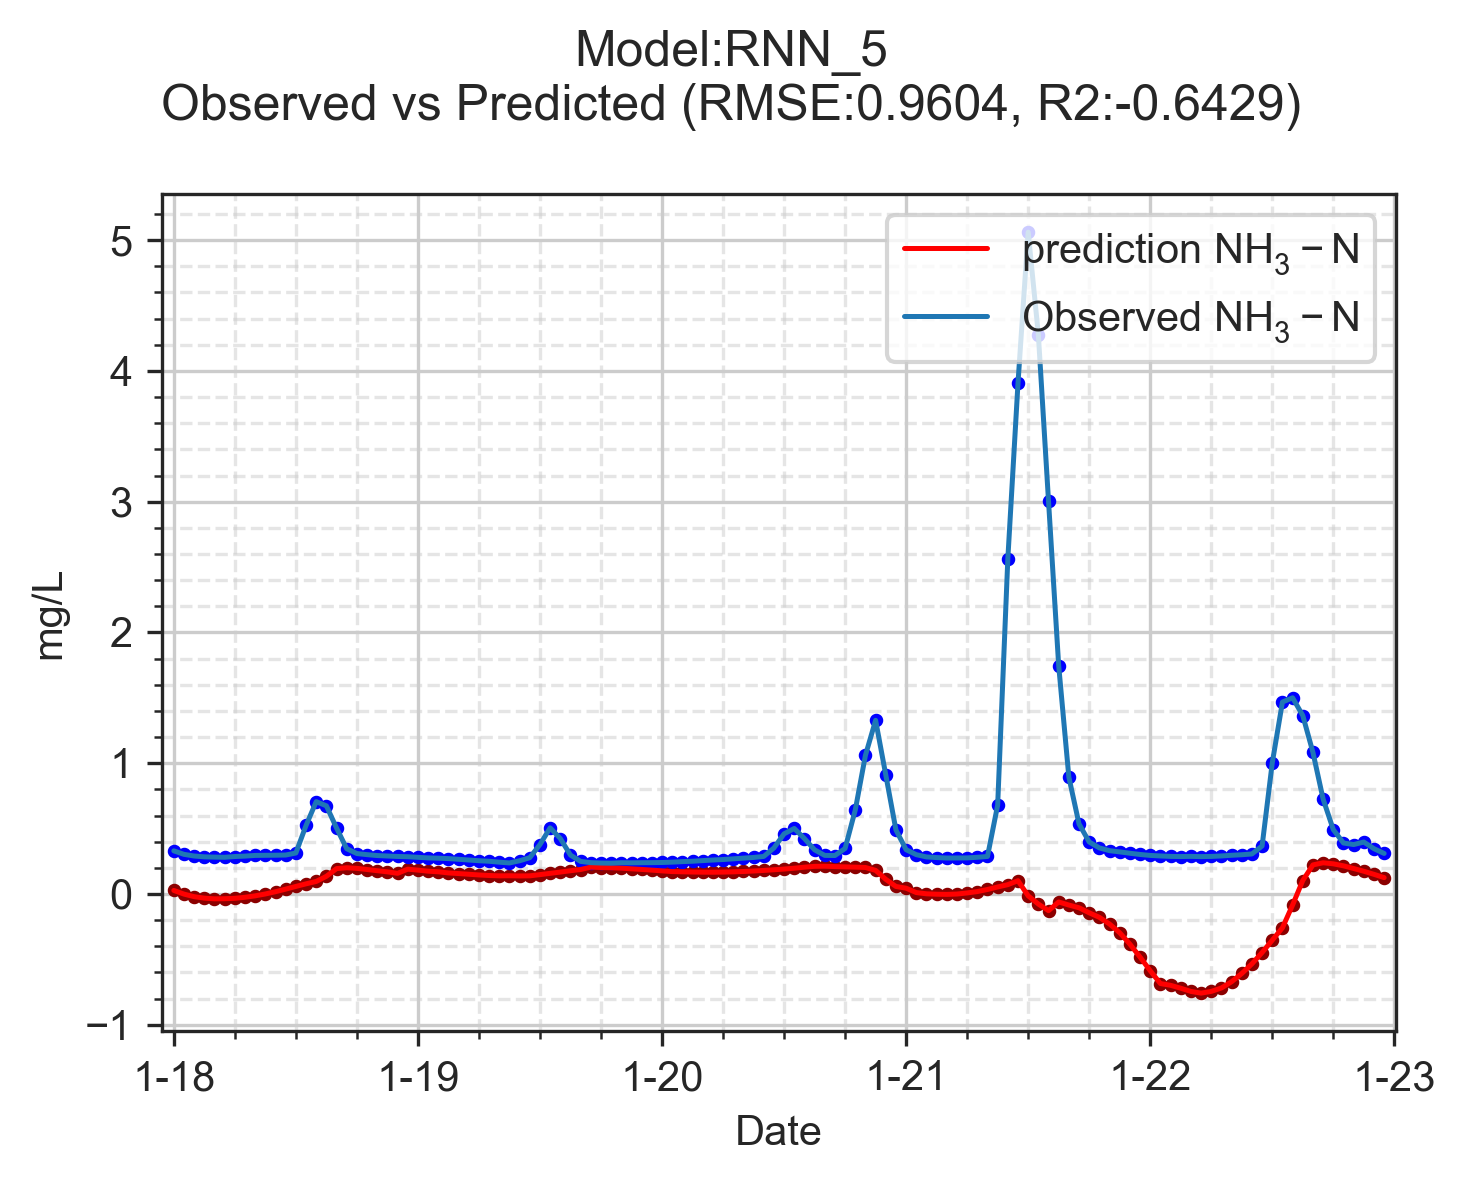 Model:RNN_5
Observed vs Predicted (RMSE:0.9604, R2:-0.6429)
prediction NH₃ − N
Observed NH₃ − N
mg/L
5
4
3
2
1
0
−1
1-18 1-19 1-20 1-21 1-22 1-23
Date